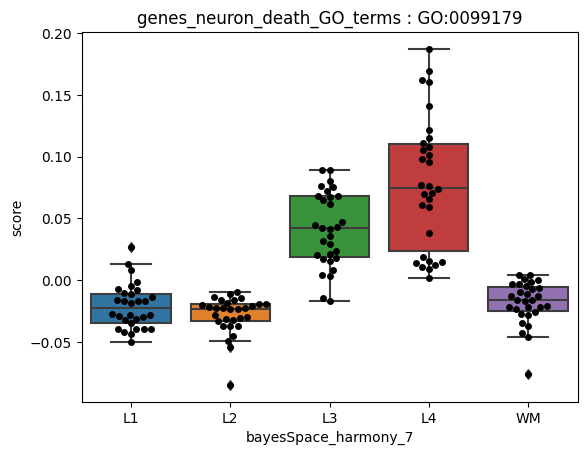 genes_neuron_death_GO_terms : GO:0099179
score
0.20
0.15
0.10
0.05
0.00
−0.05
L1 L2 L3 L4 WM
bayesSpace_harmony_7